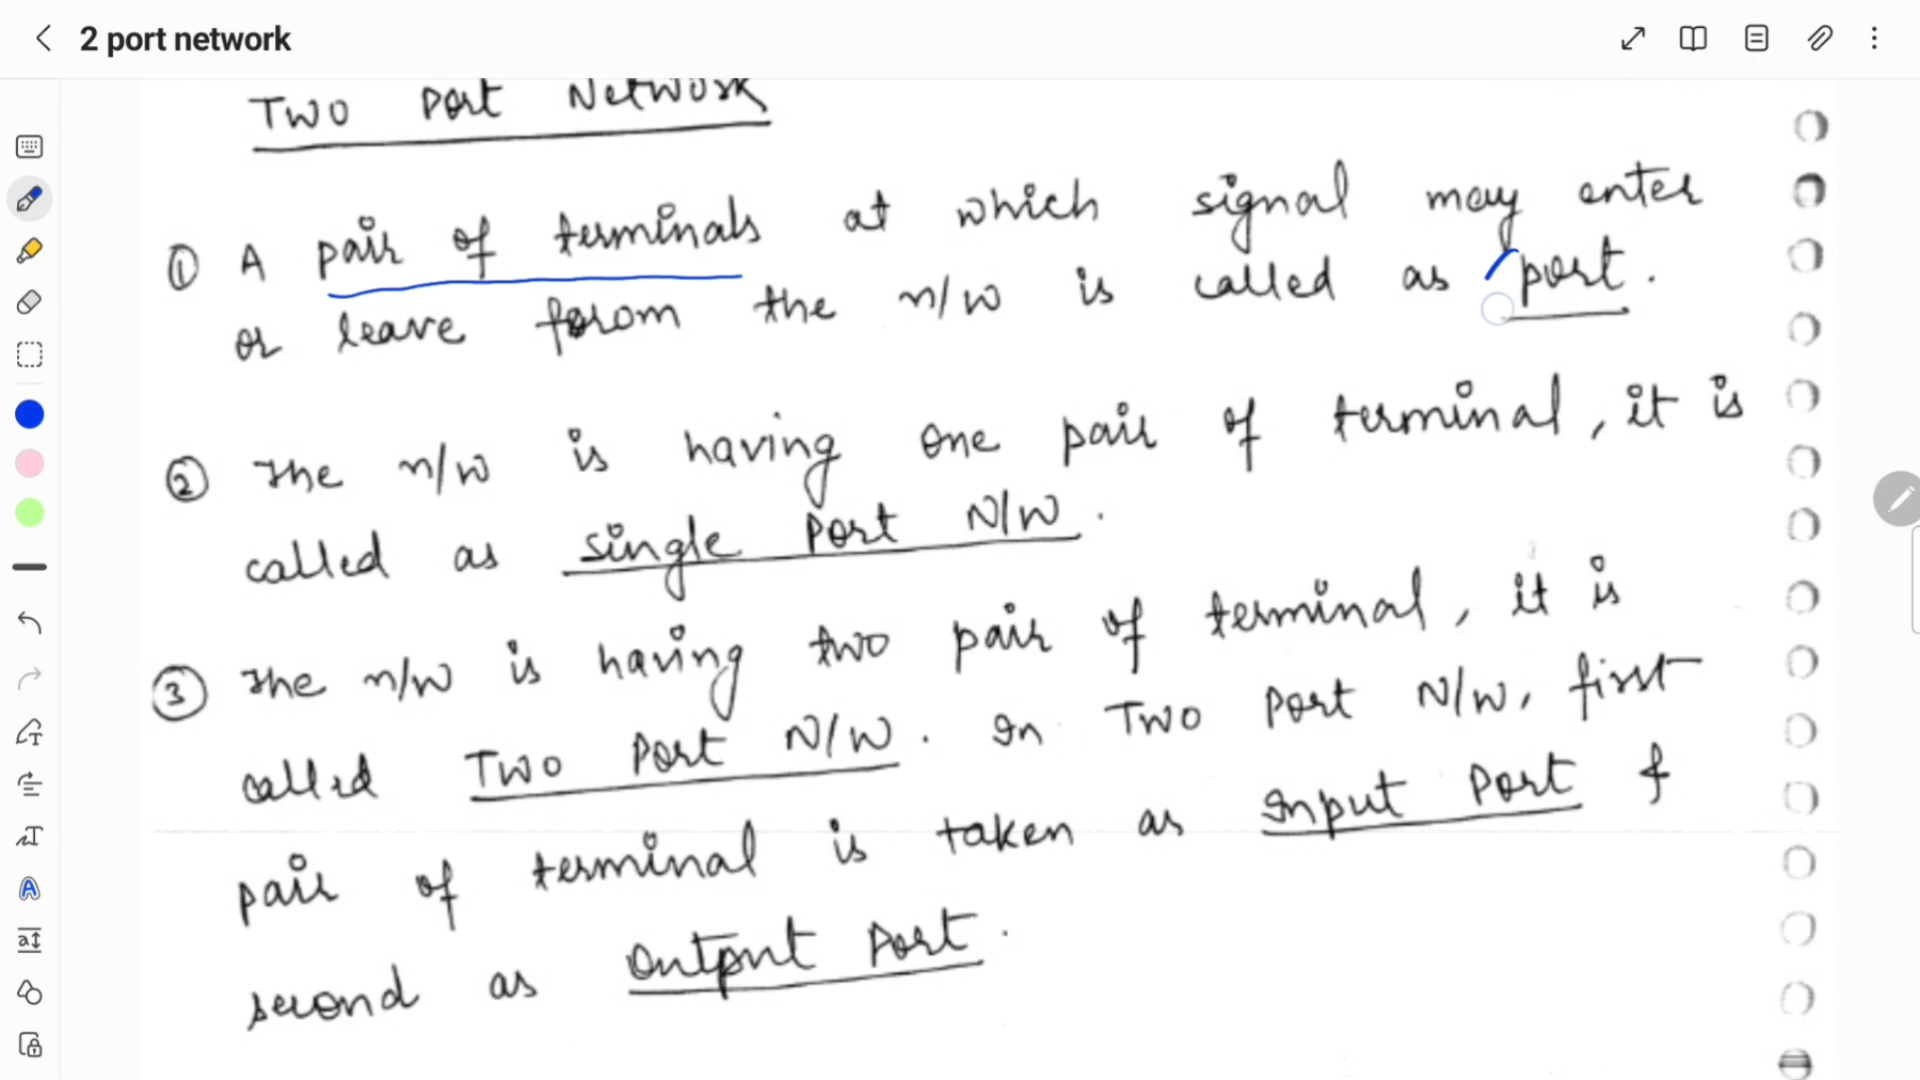 2 port network
Two Port Network
① A pair of terminals at which signal may enter
or leave forom the n/w is called as port.
② The n/w is having one pair of terminal, it is
called as single Port N/W.
③ The n/w is having two pair of terminal, it is
called Two Port N/W. In Two Port N/W, first
pair of terminal is taken as Input Port &
second as Output Port.